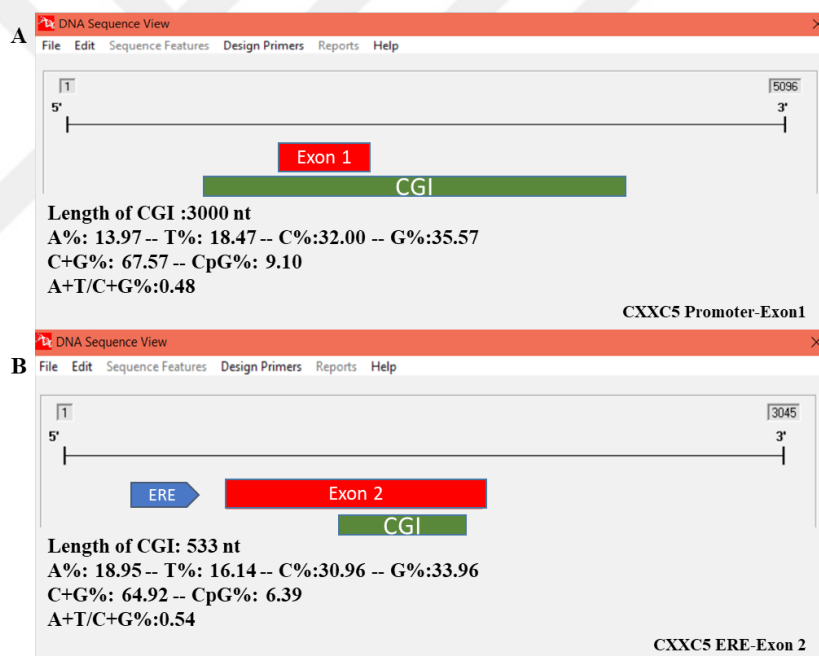 A
DNA Sequence View
File Edit Sequence Features Design Primers Reports Help
1 5096
5' 3'
Exon 1
CGI
Length of CGI :3000 nt
A%: 13.97 -- T%: 18.47 -- C%:32.00 -- G%:35.57
C+G%: 67.57 -- CpG%: 9.10
A+T/C+G%:0.48
CXXC5 Promoter-Exon1
DNA Sequence View
B
File Edit Sequence Features Design Primers Reports Help
1 3045
5' 3'
ERE Exon 2
CGI
Length of CGI: 533 nt
A%: 18.95 -- T%: 16.14 -- C%:30.96 -- G%:33.96
C+G%: 64.92 -- CpG%: 6.39
A+T/C+G%:0.54
CXXC5 ERE-Exon 2